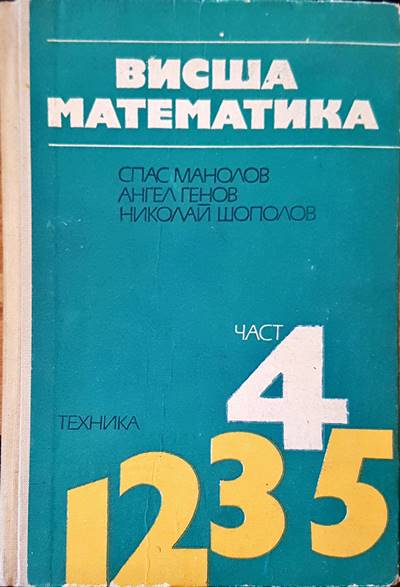 ВИСША
МАТЕМАТИКА
СПАС МАНОЛОВ
АНГЕЛ ГЕНОВ
НИКОЛАЙ ШОПОЛОВ
ЧАСТ
4
ТЕХНИКА
1235